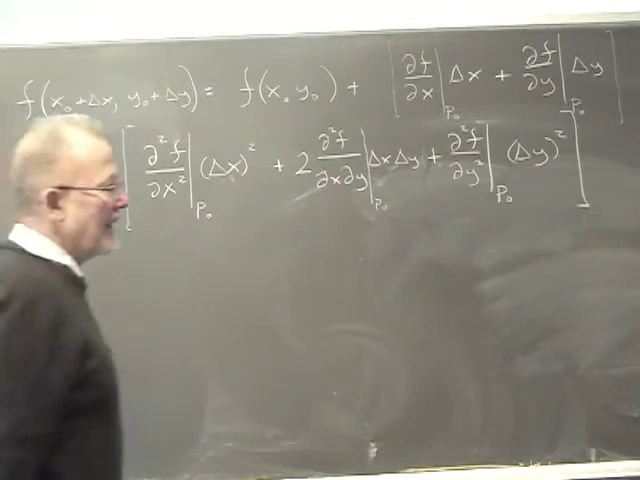 f(x₀+Δx, y₀+Δy) = f(x₀ y₀) + [∂f/∂x|P₀ Δx + ∂f/∂y|P₀ Δy]
[∂²f/∂x²|P₀ (Δx)² + 2 ∂²f/∂x∂y|P₀ ΔxΔy + ∂²f/∂y²|P₀ (Δy)²]